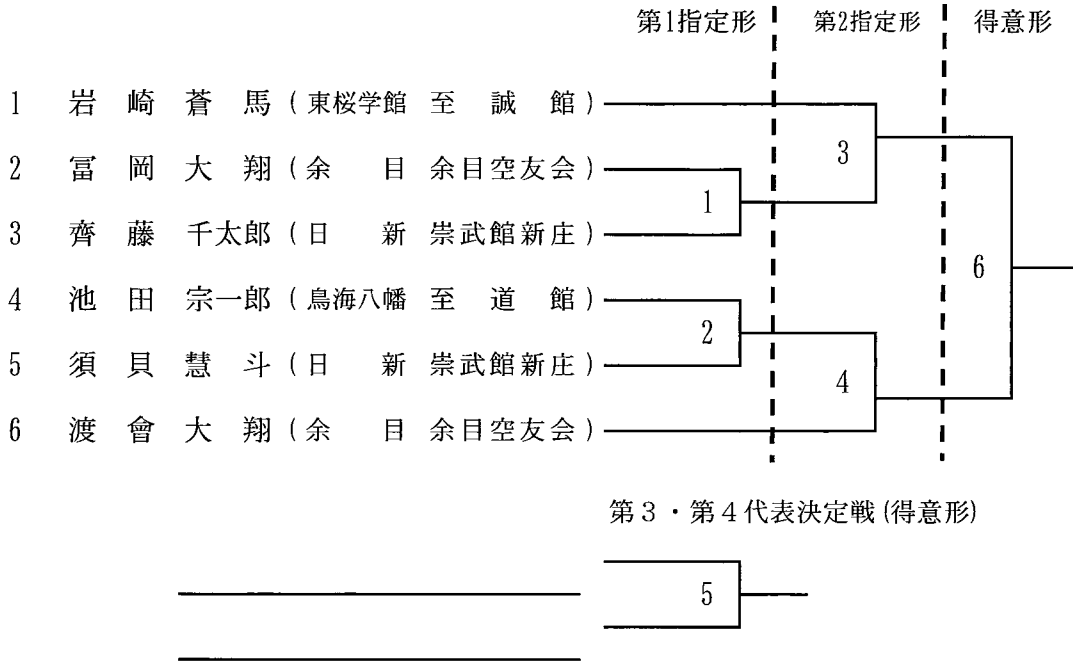 第1指定形 第2指定形 得意形
1 岩崎蒼馬(東桜学館 至誠館)
2 冨岡大翔(余目 余目空友会)
3 齊藤千太郎(日新 崇武館新庄)
4 池田宗一郎(鳥海八幡 至道館)
5 須貝慧斗(日新 崇武館新庄)
6 渡會大翔(余目 余目空友会)
3
1
6
2
4
第3・第4代表決定戦(得意形)
5